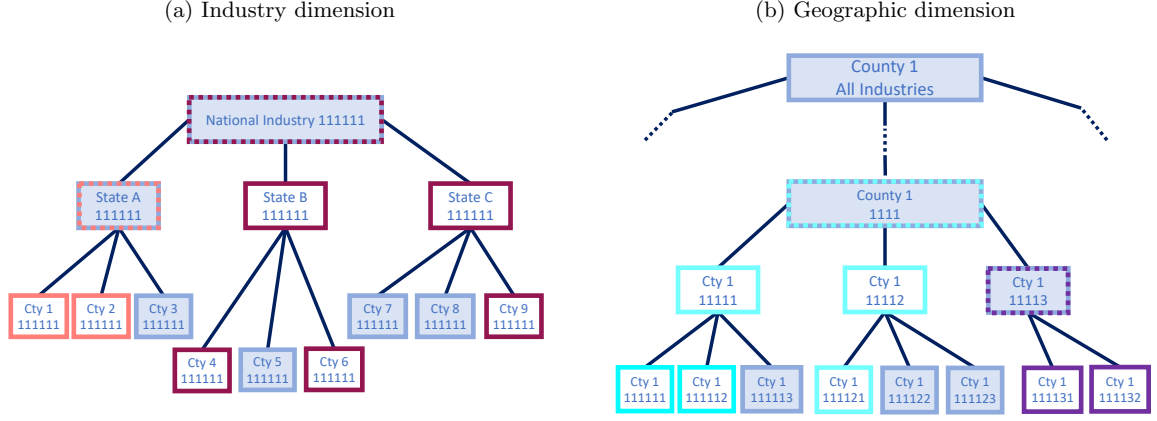 (a) Industry dimension
National Industry 111111
State A
111111
State B
111111
State C
111111
Cty 1
111111
Cty 2
111111
Cty 3
111111
Cty 7
111111
Cty 8
111111
Cty 9
111111
Cty 4
111111
Cty 5
111111
Cty 6
111111
(b) Geographic dimension
County 1
All Industries
County 1
1111
Cty 1
11111
Cty 1
11112
Cty 1
11113
Cty 1
111111
Cty 1
111112
Cty 1
111113
Cty 1
111121
Cty 1
111122
Cty 1
111123
Cty 1
111131
Cty 1
111132